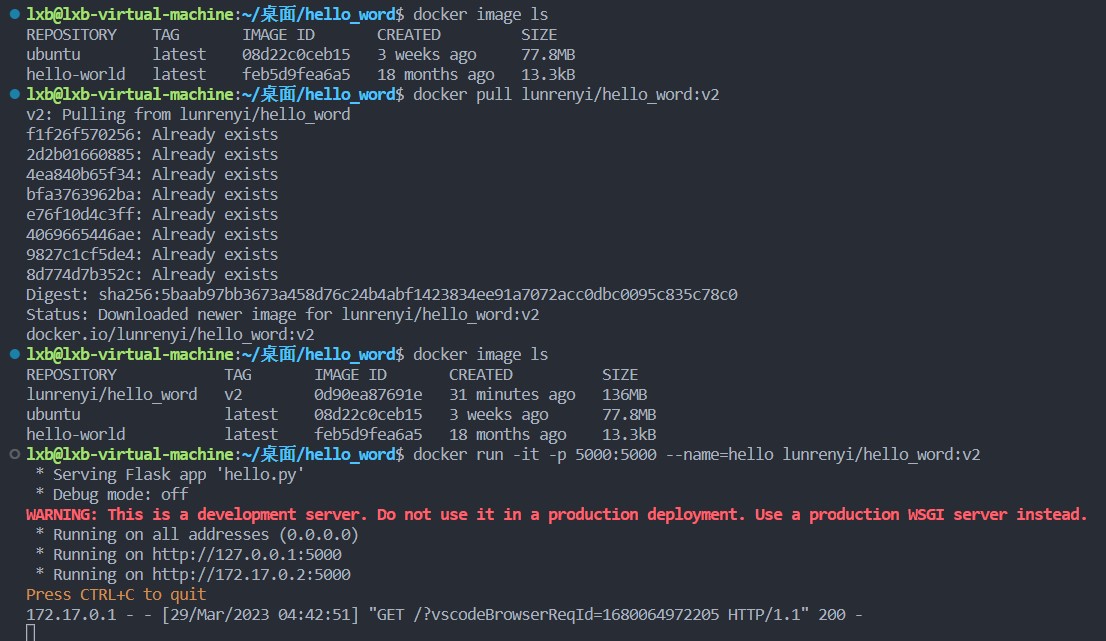 lxb@lxb-virtual-machine:~/桌面/hello_word$ docker image ls
REPOSITORY    TAG       IMAGE ID       CREATED         SIZE
ubuntu        latest    08d22c0ceb15   3 weeks ago     77.8MB
hello-world   latest    feb5d9fea6a5   18 months ago   13.3kB
lxb@lxb-virtual-machine:~/桌面/hello_word$ docker pull lunrenyi/hello_word:v2
v2: Pulling from lunrenyi/hello_word
f1f26f570256: Already exists
2d2b01660885: Already exists
4ea840b65f34: Already exists
bfa3763962ba: Already exists
e76f10d4c3ff: Already exists
4069665446ae: Already exists
9827c1cf5de4: Already exists
8d774d7b352c: Already exists
Digest: sha256:5baab97bb3673a458d76c24b4abf1423834ee91a7072acc0dbc0095c835c78c0
Status: Downloaded newer image for lunrenyi/hello_word:v2
docker.io/lunrenyi/hello_word:v2
lxb@lxb-virtual-machine:~/桌面/hello_word$ docker image ls
REPOSITORY            TAG       IMAGE ID       CREATED          SIZE
lunrenyi/hello_word   v2        0d90ea87691e   31 minutes ago   136MB
ubuntu                latest    08d22c0ceb15   3 weeks ago      77.8MB
hello-world           latest    feb5d9fea6a5   18 months ago    13.3kB
lxb@lxb-virtual-machine:~/桌面/hello_word$ docker run -it -p 5000:5000 --name=hello lunrenyi/hello_word:v2
 * Serving Flask app 'hello.py'
 * Debug mode: off
WARNING: This is a development server. Do not use it in a production deployment. Use a production WSGI server instead.
 * Running on all addresses (0.0.0.0)
 * Running on http://127.0.0.1:5000
 * Running on http://172.17.0.2:5000
Press CTRL+C to quit
172.17.0.1 - - [29/Mar/2023 04:42:51] "GET /?vscodeBrowserReqId=1680064972205 HTTP/1.1" 200 -